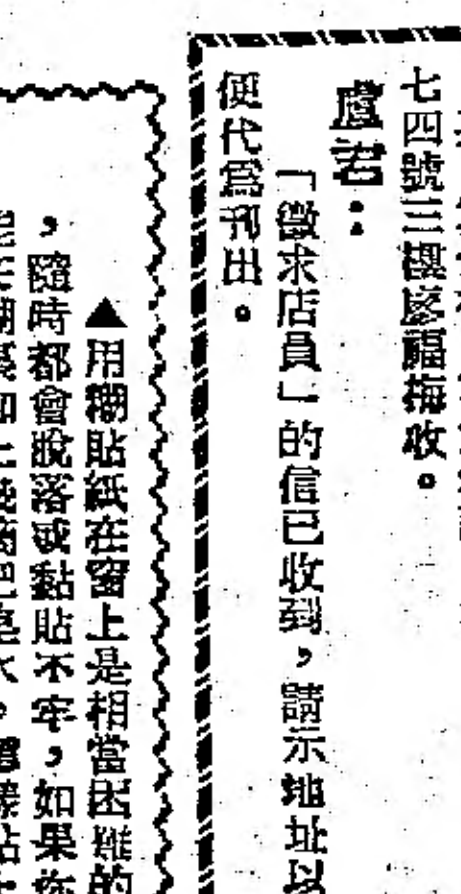 七四號三樓廖福梅收。
盧君：
「徵求店員」的信已收到，請示地址以
便代爲刊出。
▲用糊貼紙在窗上是相當困難的
，隨時都會脫落或黏貼不牢，如果你